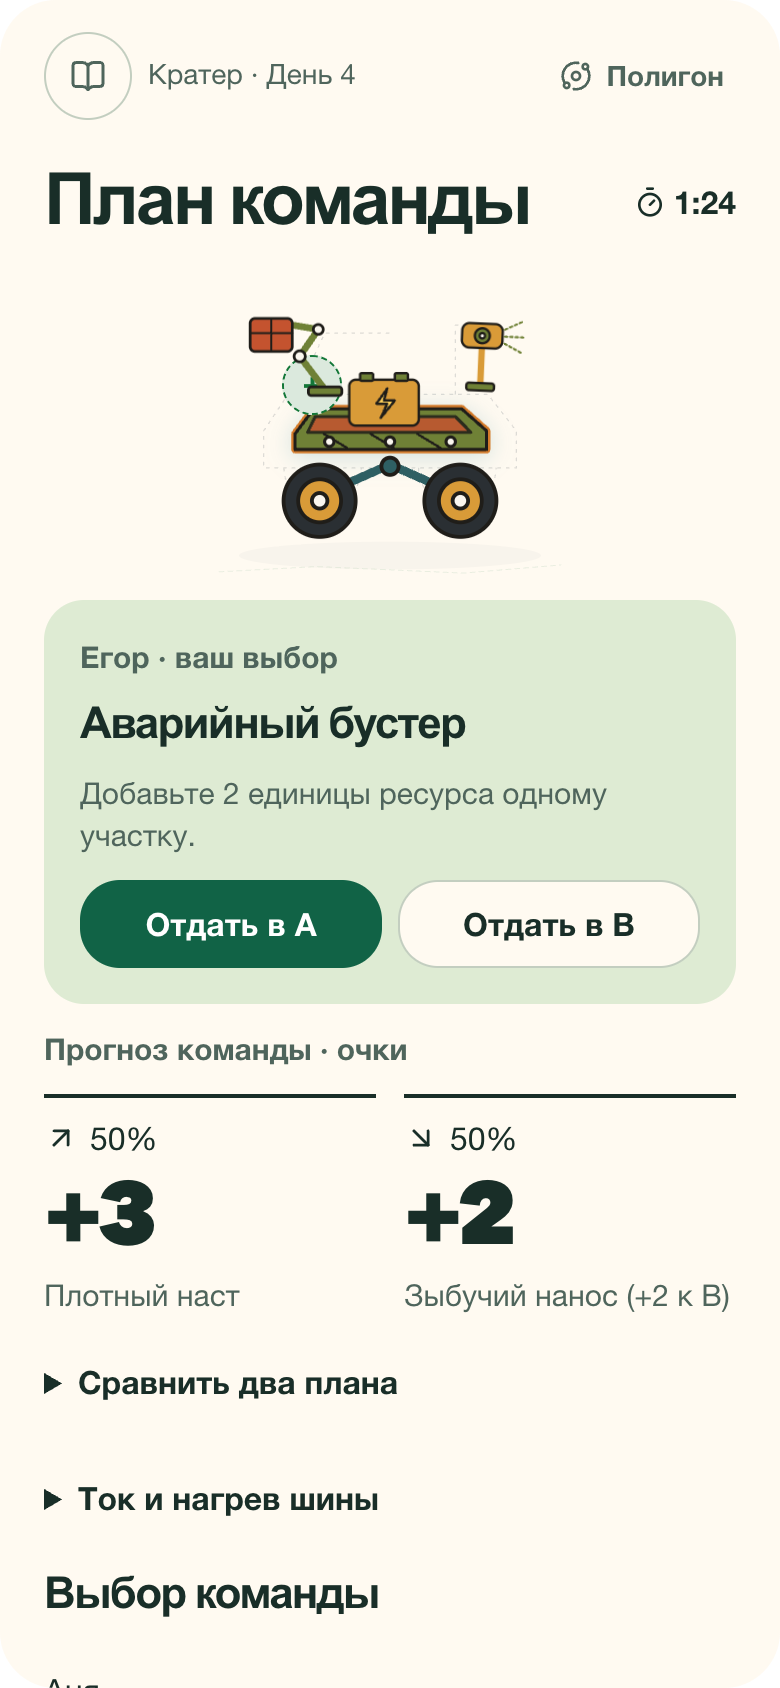 Кратер · День 4
Полигон
План команды
1:24
Егор · ваш выбор
Аварийный бустер
Добавьте 2 единицы ресурса одному
участку.
Отдать в A
Отдать в B
Прогноз команды · очки
50%
50%
+3
+2
Плотный наст
Зыбучий нанос (+2 к B)
Сравнить два плана
Ток и нагрев шины
Выбор команды